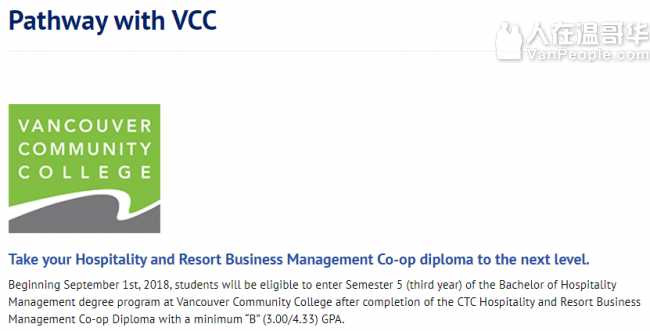 Pathway with VCC
人在温哥华
VanPeople.com
VANCOUVER
COMMUNITY
COLLEGE
Take your Hospitality and Resort Business Management Co-op diploma to the next level.
Beginning September 1st, 2018, students will be eligible to enter Semester 5 (third year) of the Bachelor of Hospitality
Management degree program at Vancouver Community College after completion of the CTC Hospitality and Resort Business
Management Co-op Diploma with a minimum “B” (3.00/4.33) GPA.